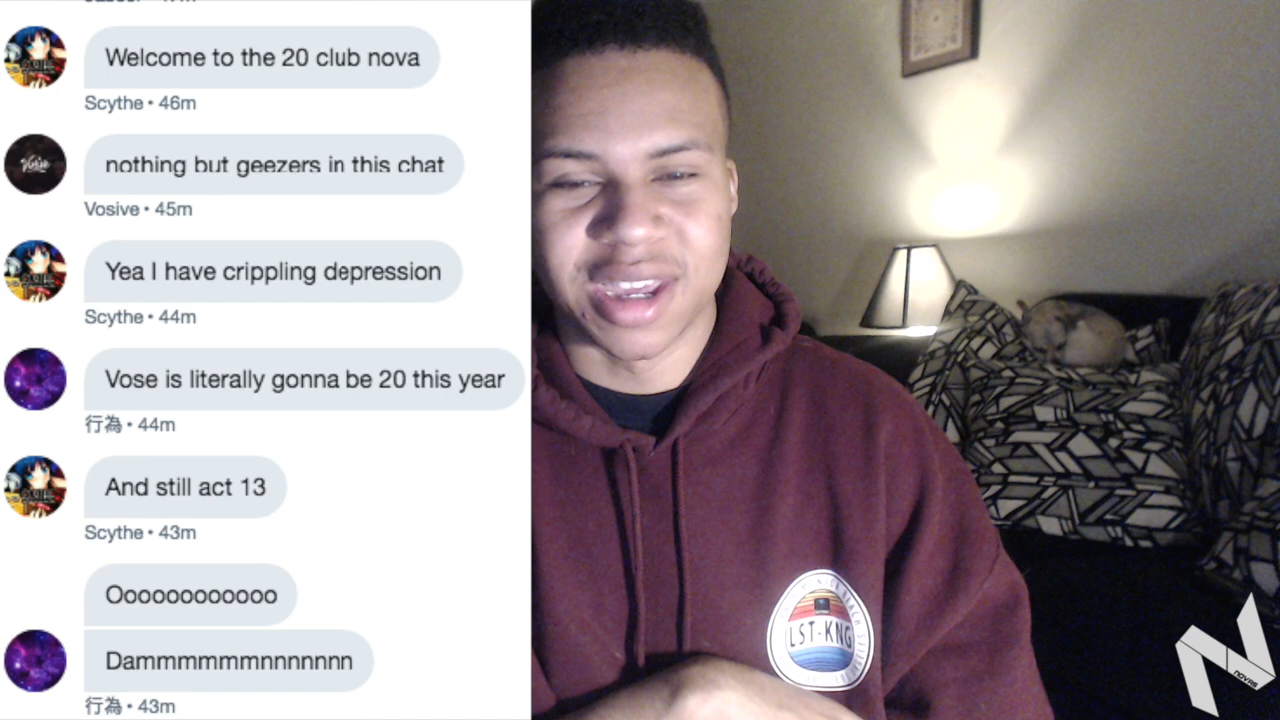 Welcome to the 20 club nova
Scythe • 46m
nothing but geezers in this chat
Vosive • 45m
Yea I have crippling depression
Scythe • 44m
Vose is literally gonna be 20 this year
行為 • 44m
And still act 13
Scythe • 43m
Oooooooooooo
Dammmmmmnnnnnnn
行為 • 43m
LST-KNG